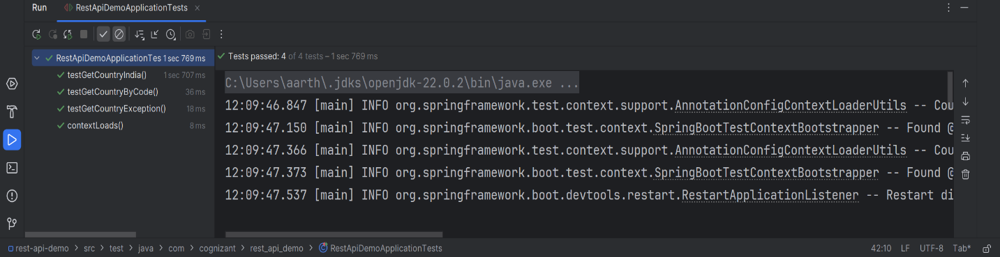 Run RestApiDemoApplicationTests ×
RestApiDemoApplicationTes 1 sec 769 ms
testGetCountryIndia() 1 sec 707 ms
testGetCountryByCode() 36 ms
testGetCountryException() 18 ms
contextLoads() 8 ms
Tests passed: 4 of 4 tests – 1 sec 769 ms
C:\Users\aarth\.jdks\openjdk-22.0.2\bin\java.exe ...
12:09:46.847 [main] INFO org.springframework.test.context.support.AnnotationConfigContextLoaderUtils -- Cou
12:09:47.150 [main] INFO org.springframework.boot.test.context.SpringBootTestContextBootstrapper -- Found @
12:09:47.366 [main] INFO org.springframework.test.context.support.AnnotationConfigContextLoaderUtils -- Cou
12:09:47.373 [main] INFO org.springframework.boot.test.context.SpringBootTestContextBootstrapper -- Found @
12:09:47.537 [main] INFO org.springframework.boot.devtools.restart.RestartApplicationListener -- Restart di
rest-api-demo > src > test > java > com > cognizant > rest_api_demo > RestApiDemoApplicationTests 42:10 LF UTF-8 Tab*